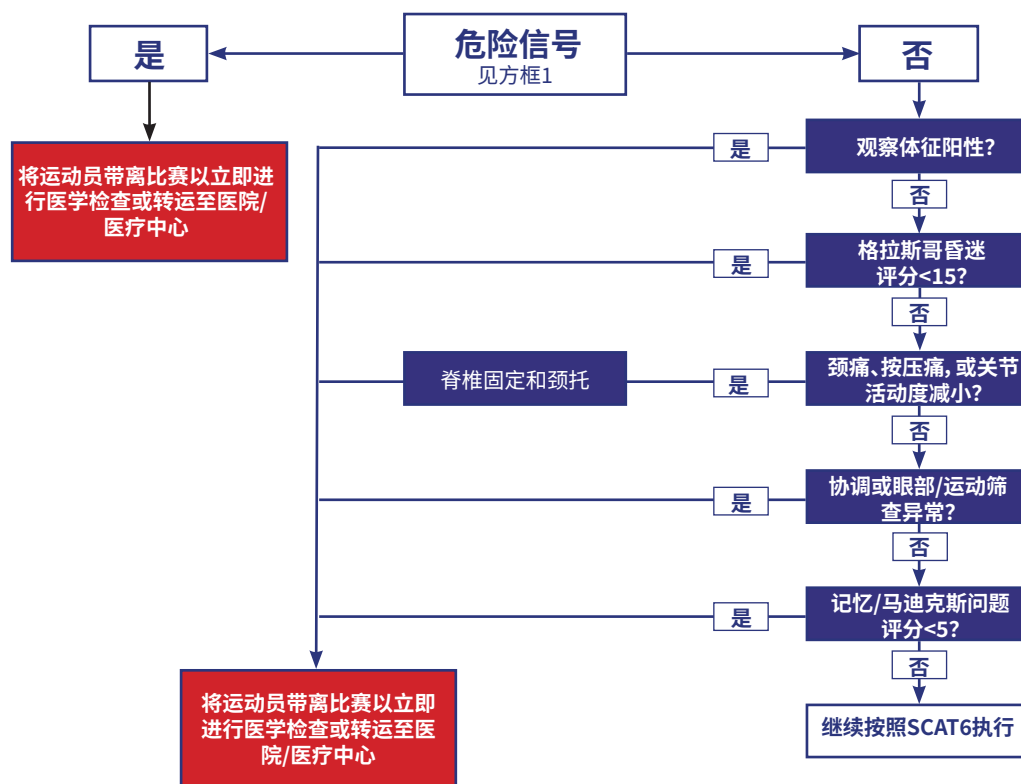 是
危险信号
见方框1
否
将运动员带离比赛以立即进
行医学检查或转运至医院/
医疗中心
是
观察体征阳性?
否
是
格拉斯哥昏迷
评分<15?
否
脊椎固定和颈托
是
颈痛、按压痛，或关节
活动度减小?
否
是
协调或眼部/运动筛
查异常?
否
是
记忆/马迪克斯问题
评分<5?
否
将运动员带离比赛以立即
进行医学检查或转运至医
院/医疗中心
继续按照SCAT6执行